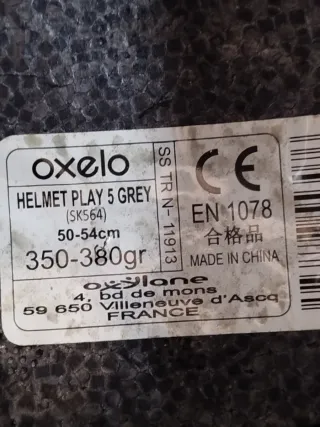 oxelo
HELMET PLAY 5 GREY
(SK564)
50-54cm
350-380gr
SS TR N- 11913
CE
EN 1078
合格品
MADE IN CHINA
oxylane
4, bd de mons
59 650 Villeneuve d'Ascq
FRANCE